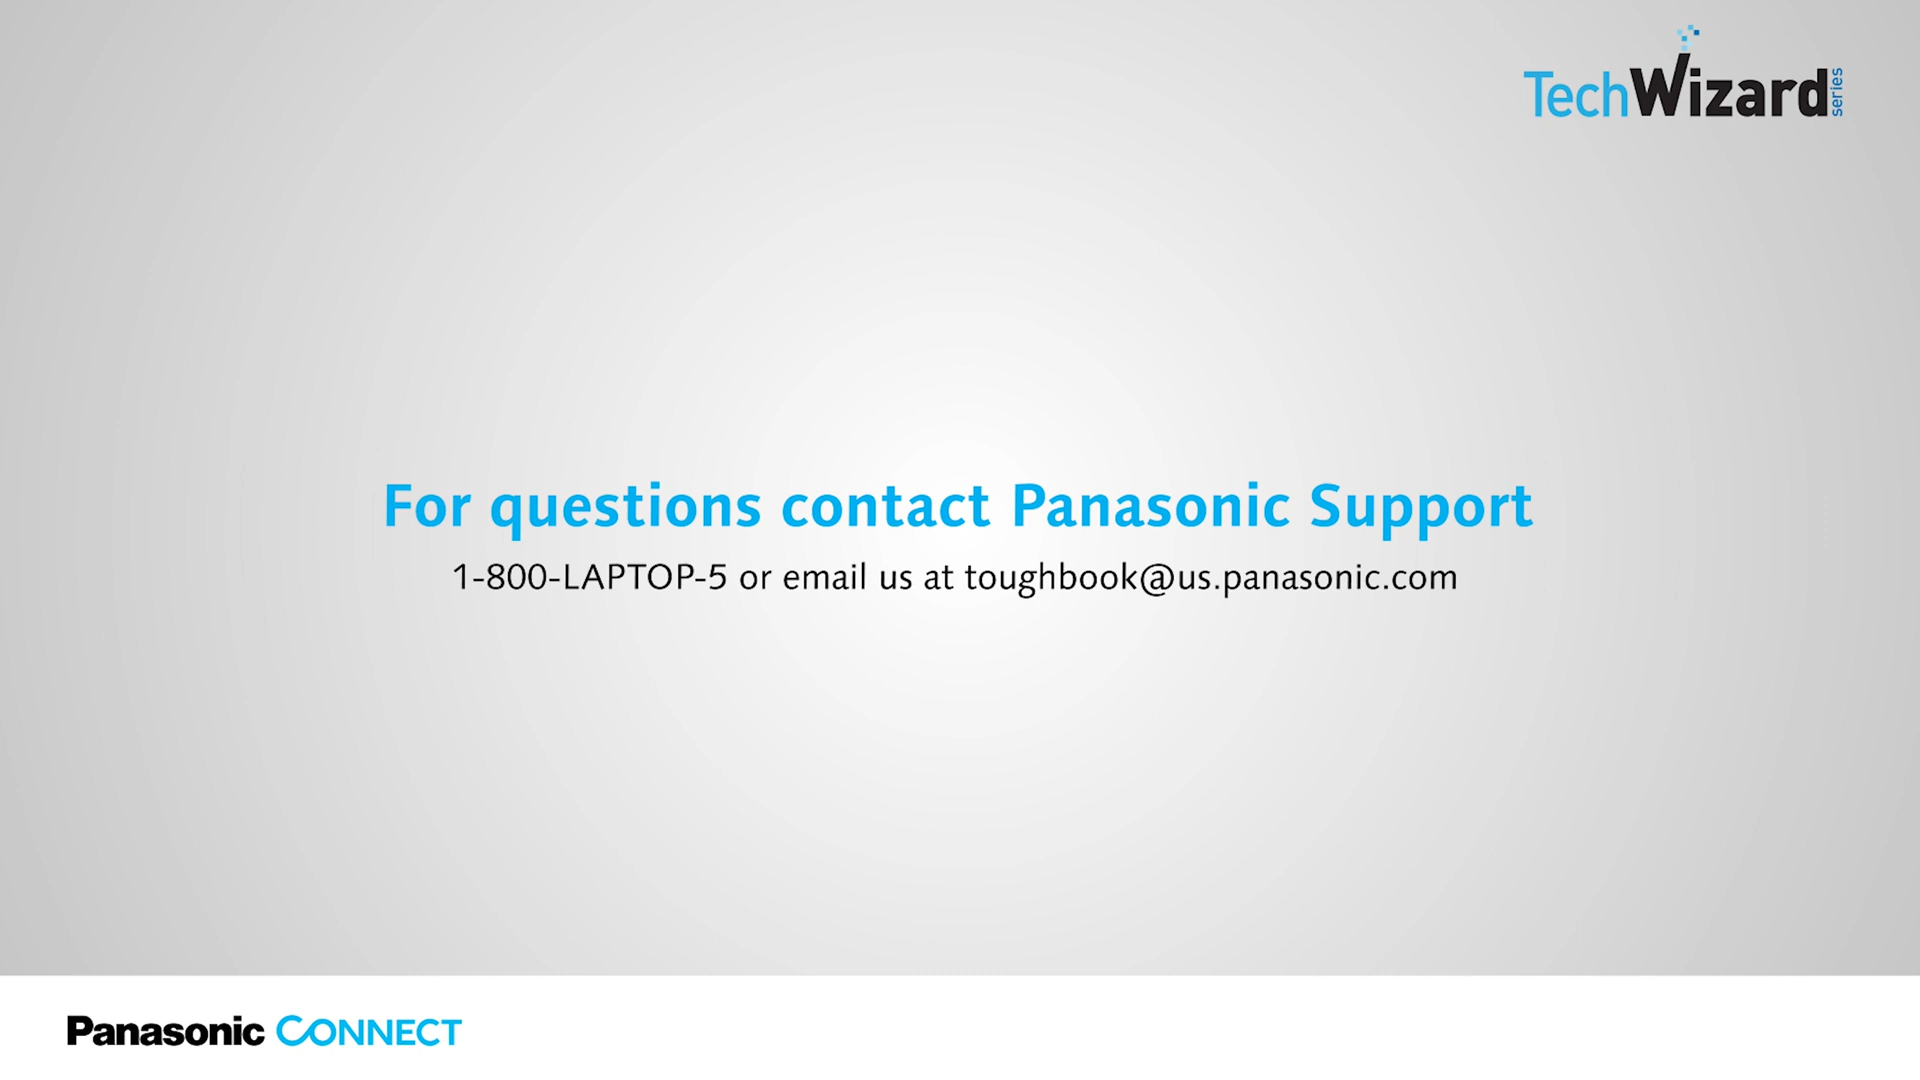 TechWizard series
For questions contact Panasonic Support
1-800-LAPTOP-5 or email us at toughbook@us.panasonic.com
Panasonic CONNECT